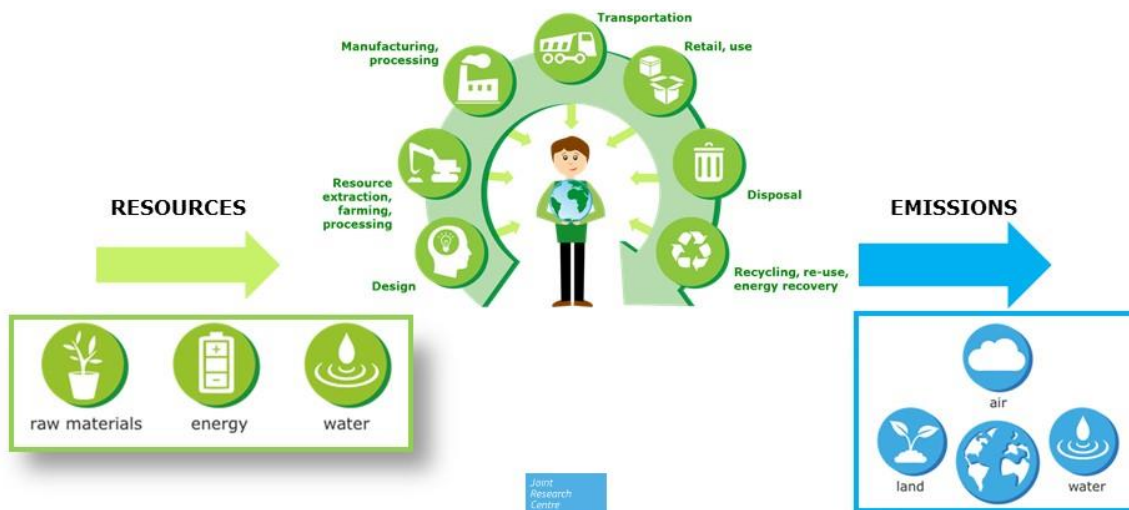 Transportation
Manufacturing,
processing
Retail, use
Resource
extraction,
farming,
processing
Disposal
Design
Recycling, re-use,
energy recovery
RESOURCES
EMISSIONS
raw materials
energy
water
air
land
water
Joint
Research
Centre